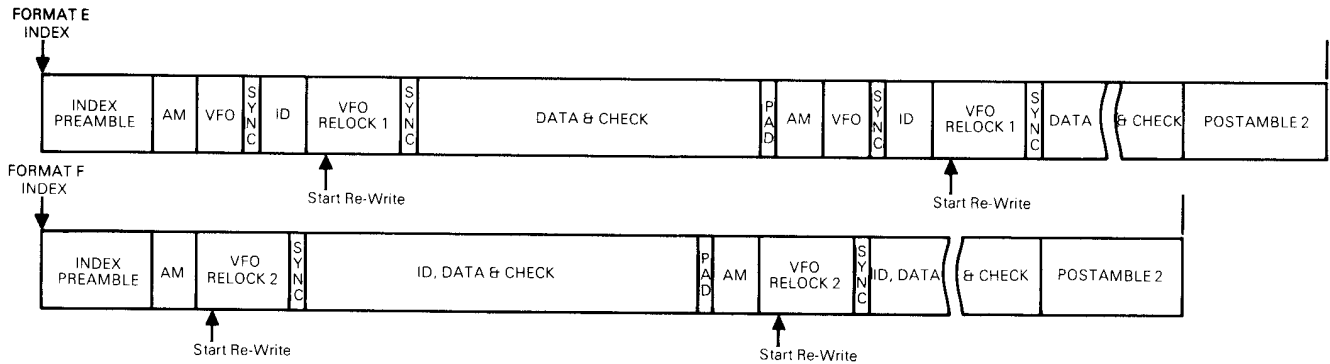 FORMAT E
INDEX
INDEX
PREAMBLE
AM
VFO
SYNC
ID
VFO
RELOCK 1
SYNC
DATA & CHECK
PAD
AM
VFO
SYNC
ID
VFO
RELOCK 1
SYNC
DATA
& CHECK
POSTAMBLE 2
Start Re-Write
Start Re-Write
FORMAT F
INDEX
INDEX
PREAMBLE
AM
VFO
RELOCK 2
SYNC
ID, DATA & CHECK
PAD
AM
VFO
RELOCK 2
SYNC
ID, DATA
& CHECK
POSTAMBLE 2
Start Re-Write
Start Re-Write